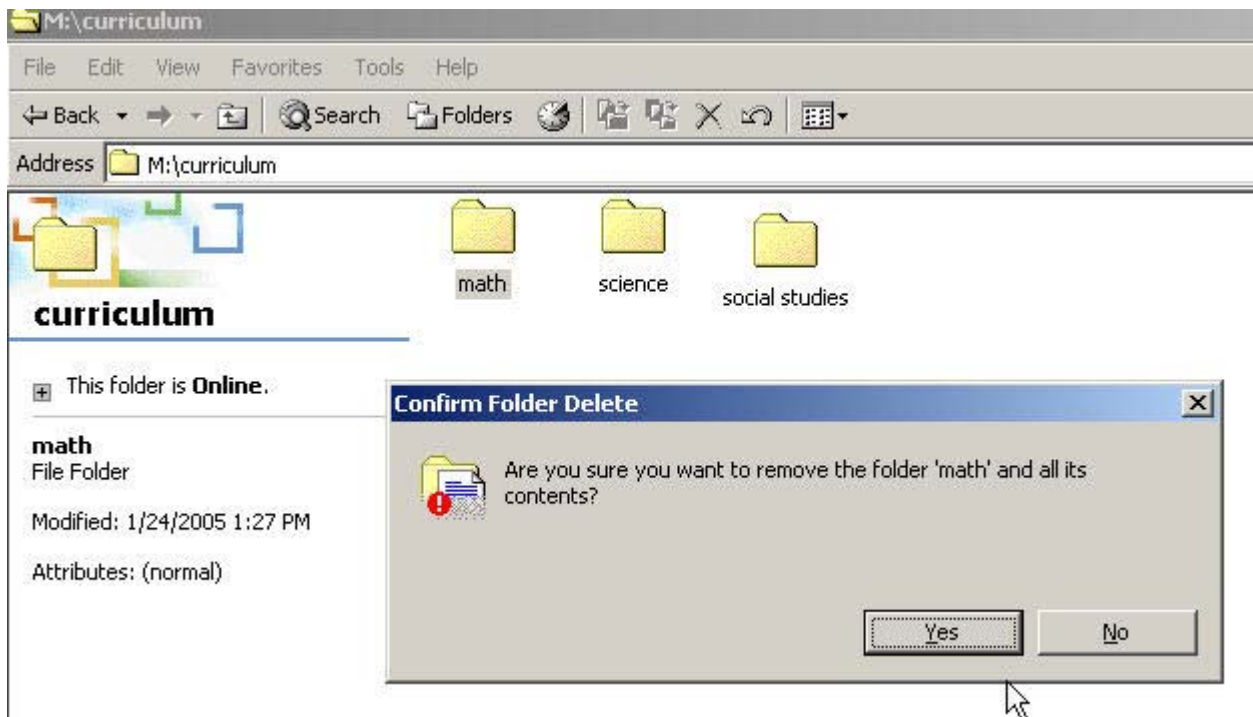 M:\curriculum
File Edit View Favorites Tools Help
Back Search Folders
Address M:\curriculum
math science social studies
curriculum
This folder is Online.
math
File Folder
Modified: 1/24/2005 1:27 PM
Attributes: (normal)
Confirm Folder Delete
Are you sure you want to remove the folder 'math' and all its
contents?
Yes No